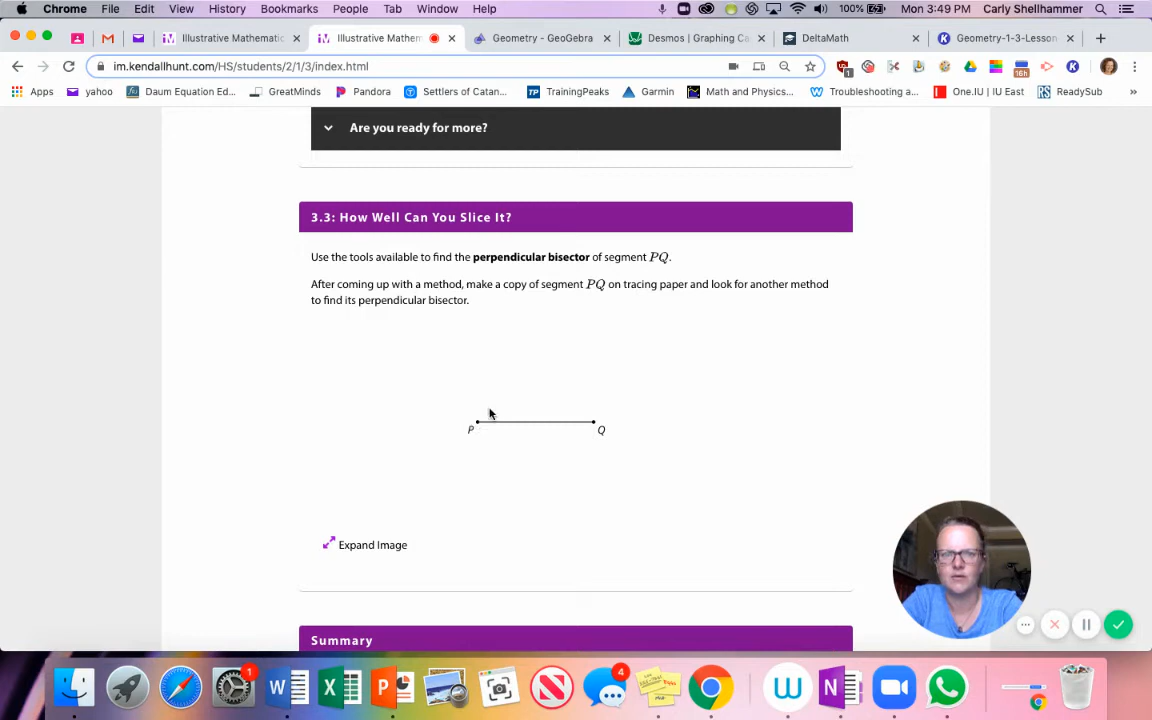 Chrome File Edit View History Bookmarks People Tab Window Help 100% Mon 3:49 PM Carly Shellhammer
Illustrative Mathematic Illustrative Mathem Geometry - GeoGebra Desmos | Graphing Ca DeltaMath Geometry-1-3-Lesson
im.kendallhunt.com/HS/students/2/1/3/index.html 1 16h
Apps yahoo Daum Equation Ed... GreatMinds Pandora Settlers of Catan... TrainingPeaks Garmin Math and Physics... Troubleshooting a... One.IU | IU East ReadySub
Are you ready for more?
3.3: How Well Can You Slice It?
Use the tools available to find the perpendicular bisector of segment PQ.
After coming up with a method, make a copy of segment PQ on tracing paper and look for another method
to find its perpendicular bisector.
P Q
Expand Image
Summary
1 4